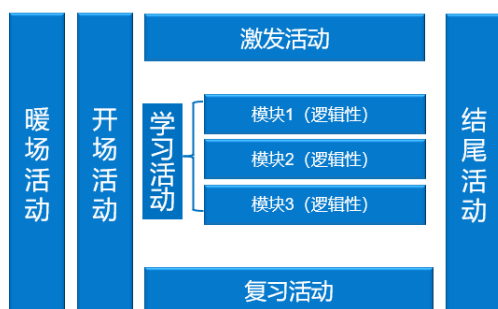 暖场活动
开场活动
激发活动
学习活动
模块1（逻辑性）
模块2（逻辑性）
模块3（逻辑性）
复习活动
结尾活动